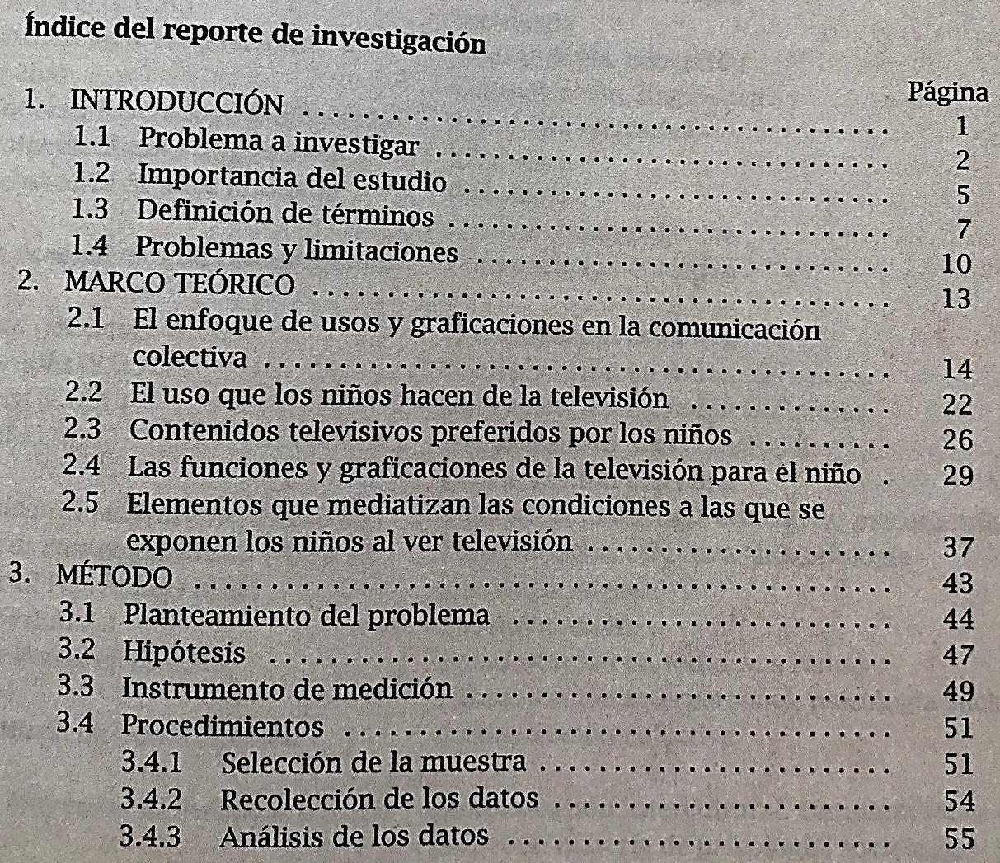 Índice del reporte de investigación
Página
1. INTRODUCCIÓN ........................................ 1
1.1 Problema a investigar ........................................ 2
1.2 Importancia del estudio ........................................ 5
1.3 Definición de términos ........................................ 7
1.4 Problemas y limitaciones ........................................ 10
2. MARCO TEÓRICO ........................................ 13
2.1 El enfoque de usos y graficaciones en la comunicación
colectiva ........................................ 14
2.2 El uso que los niños hacen de la televisión .............. 22
2.3 Contenidos televisivos preferidos por los niños .......... 26
2.4 Las funciones y graficaciones de la televisión para el niño . 29
2.5 Elementos que mediatizan las condiciones a las que se
exponen los niños al ver televisión .................... 37
3. MÉTODO ........................................ 43
3.1 Planteamiento del problema ......................... 44
3.2 Hipótesis ........................................ 47
3.3 Instrumento de medición ............................ 49
3.4 Procedimientos .................................... 51
3.4.1 Selección de la muestra ....................... 51
3.4.2 Recolección de los datos ...................... 54
3.4.3 Análisis de los datos ......................... 55